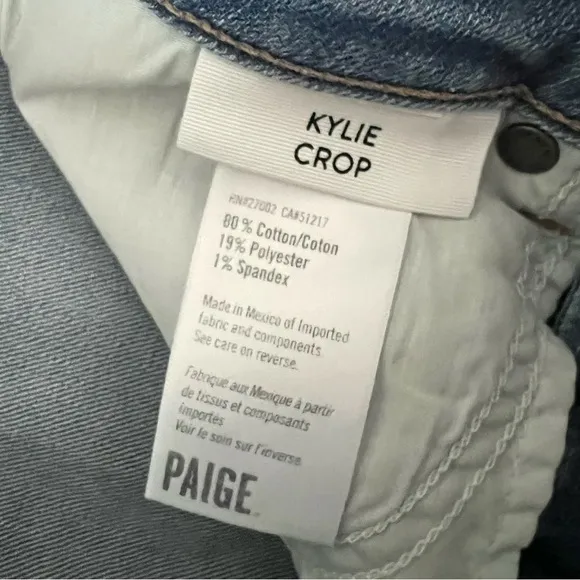 KYLIE
CROP
RN#27002 CA#51217
80 % Cotton/Coton
19% Polyester
1% Spandex
Made in Mexico of Imported
fabric and components.
See care on reverse.
Fabriqué aux Mexique à partir
de tissus et composants
importés
Voir le soin sur l'inverse.
PAIGE